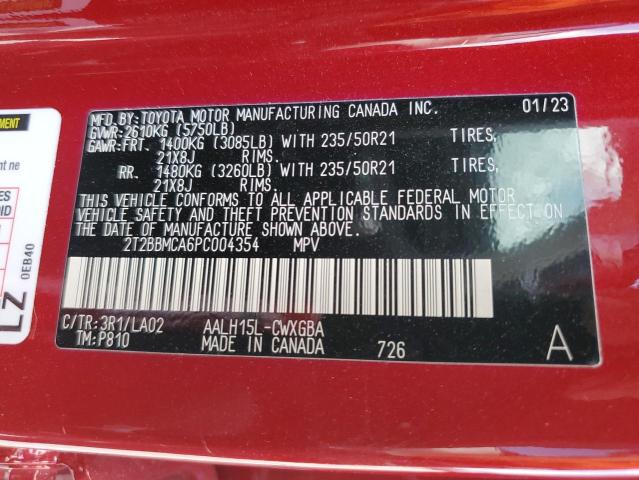 MFD. BY: TOYOTA MOTOR MANUFACTURING CANADA INC. 01/23
GVWR: 2610KG (5750LB)
GAWR: FRT. 1400KG (3085LB) WITH 235/50R21 TIRES,
21X8J RIMS.
RR. 1480KG (3260LB) WITH 235/50R21 TIRES,
21X8J RIMS.
THIS VEHICLE CONFORMS TO ALL APPLICABLE FEDERAL MOTOR
VEHICLE SAFETY AND THEFT PREVENTION STANDARDS IN EFFECT ON
THE DATE OF MANUFACTURE SHOWN ABOVE.
2T2BBMCA6PC004354 MPV
C/TR: 3R1/LA02 AALH15L-CWXGBA
TM: P810 MADE IN CANADA 726 A
0EB40